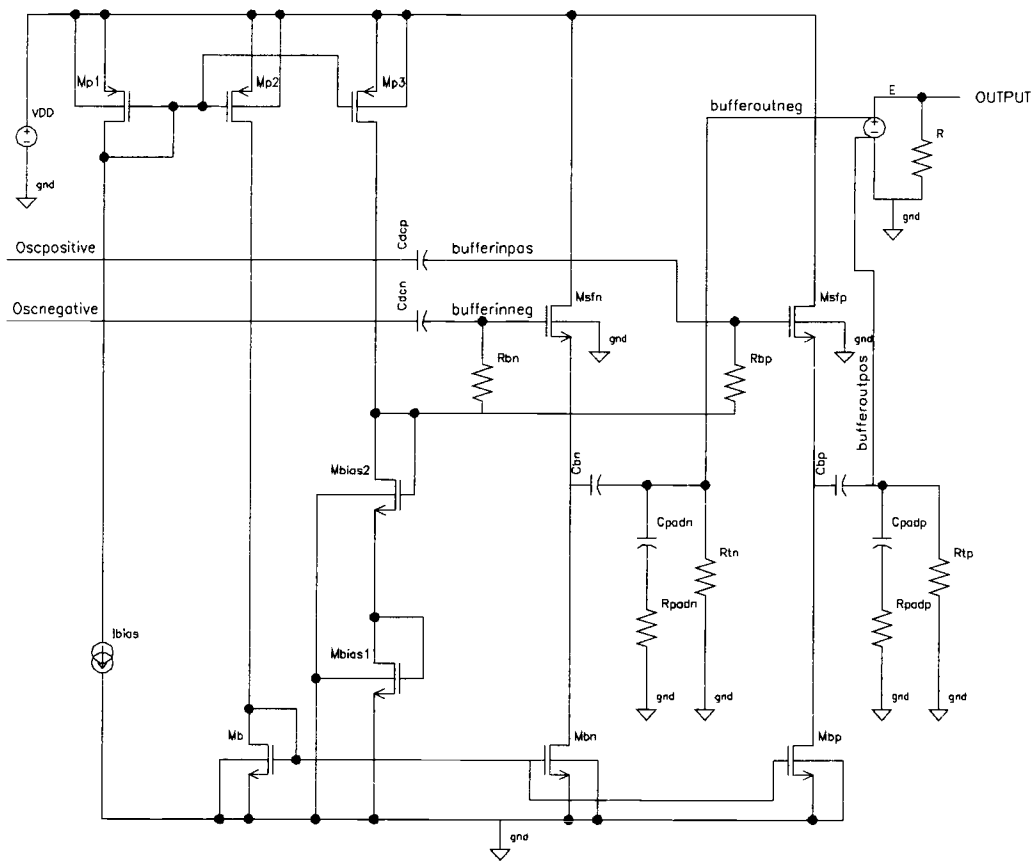 Mp1
Mp2
Mp3
VDD
gnd
bufferoutneg
E
OUTPUT
R
gnd
Oscpositive
Cdcp
bufferinpos
Oscnegative
Cdcn
bufferinneg
Msfn
gnd
Msfp
gnd
Rbn
Rbp
bufferoutpos
Mbias2
Cbn
Cbp
Cpadn
Rtn
Cpadp
Rtp
Rpadn
Rpadp
Ibias
Mbias1
gnd
gnd
gnd
gnd
Mb
Mbn
Mbp
gnd